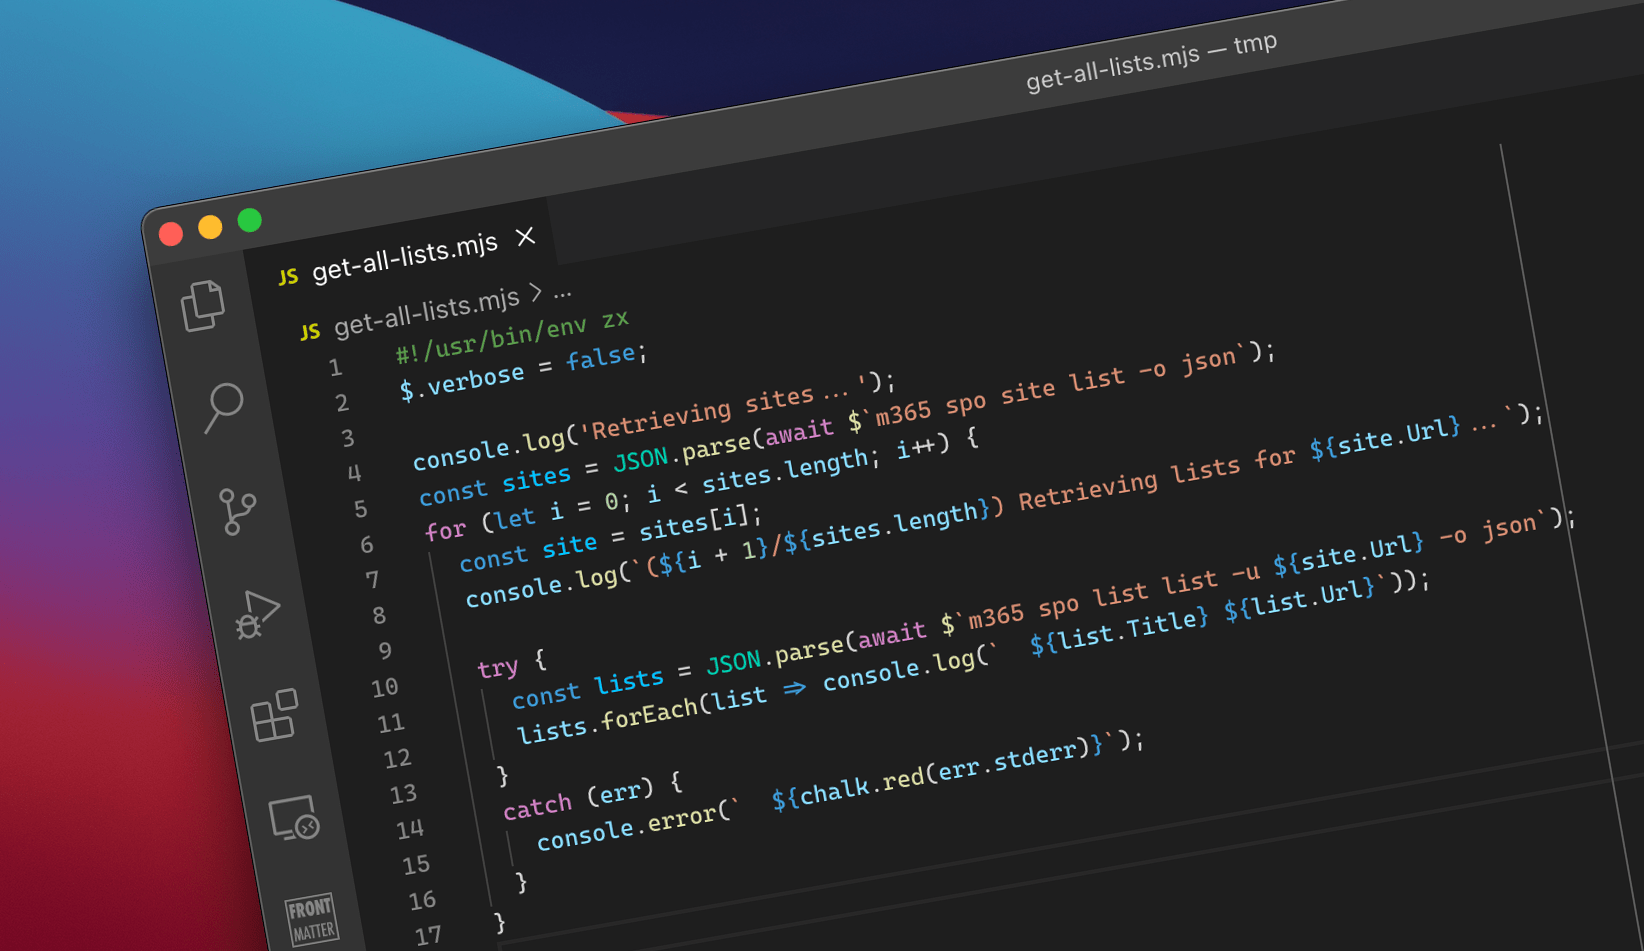 get-all-lists.mjs — tmp
JS get-all-lists.mjs ×
JS get-all-lists.mjs > ...
1 #!/usr/bin/env zx
2 $.verbose = false;
3
4 console.log('Retrieving sites...');
5 const sites = JSON.parse(await $`m365 spo site list -o json`);
6 for (let i = 0; i < sites.length; i++) {
7 const site = sites[i];
8 console.log(`(${i + 1}/${sites.length}) Retrieving lists for ${site.Url}...`);
9
10 try {
11 const lists = JSON.parse(await $`m365 spo list list -u ${site.Url} -o json`);
12 lists.forEach(list => console.log(`  ${list.Title} ${list.Url}`));
13 }
14 catch (err) {
15 console.error(`  ${chalk.red(err.stderr)}`);
16 }
17 }
FRONT
MATTER